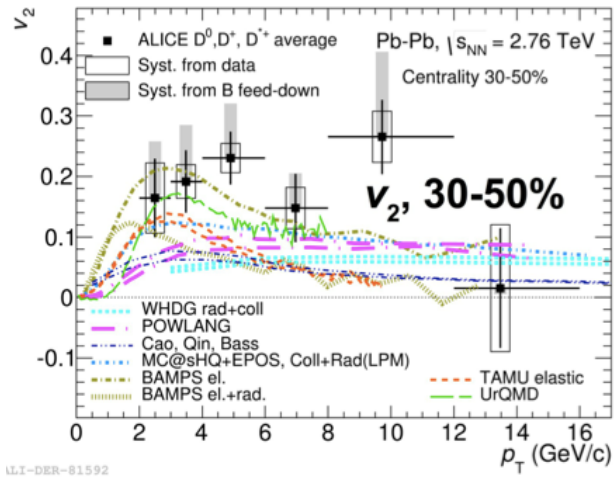 v₂
ALICE D⁰,D⁺, D*⁺ average
Syst. from data
Syst. from B feed-down
Pb-Pb, √sNN = 2.76 TeV
Centrality 30-50%
v₂, 30-50%
0.4
0.3
0.2
0.1
0
-0.1
WHDG rad+coll
POWLANG
Cao, Qin, Bass
MC@sHQ+EPOS, Coll+Rad(LPM)
BAMPS el.
BAMPS el.+rad.
TAMU elastic
UrQMD
0 2 4 6 8 10 12 14 16
pT (GeV/c)
ALI-DER-81592